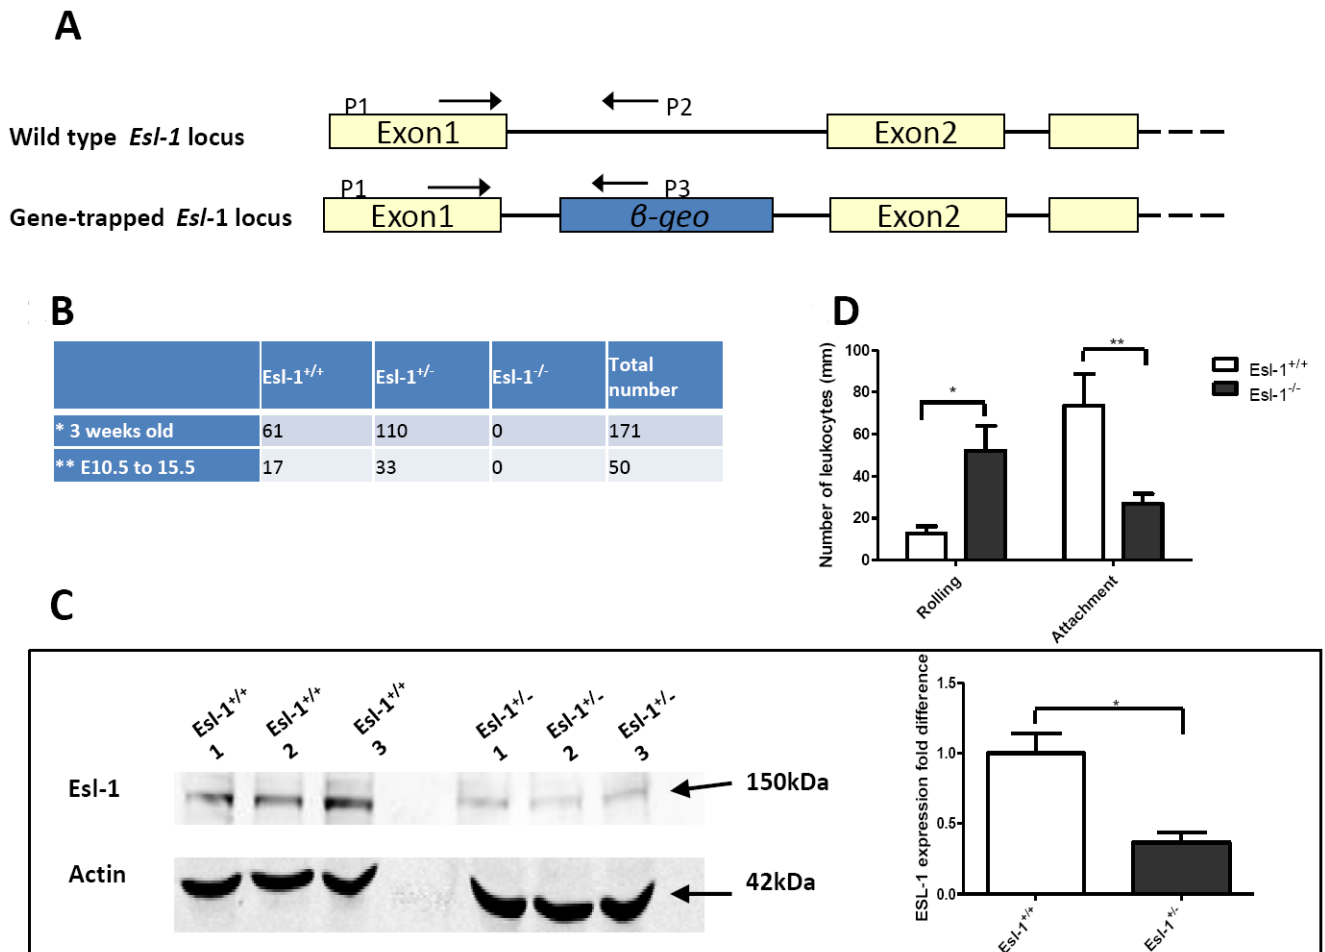 A
P1
P2
Wild type Esl-1 locus
Exon1
Exon2
P1
P3
Gene-trapped Esl-1 locus
Exon1
β-geo
Exon2
B
Esl-1+/+
Esl-1+/-
Esl-1-/-
Total number
* 3 weeks old
61
110
0
171
** E10.5 to 15.5
17
33
0
50
D
Number of leukocytes (mm)
100
80
60
40
20
0
*
**
Rolling
Attachment
Esl-1+/+
Esl-1-/-
C
Esl-1+/+
1
Esl-1+/+
2
Esl-1+/+
3
Esl-1+/-
1
Esl-1+/-
2
Esl-1+/-
3
Esl-1
150kDa
Actin
42kDa
ESL-1 expression fold difference
1.5
1.0
0.5
0.0
*
Esl-1+/+
Esl-1+/-